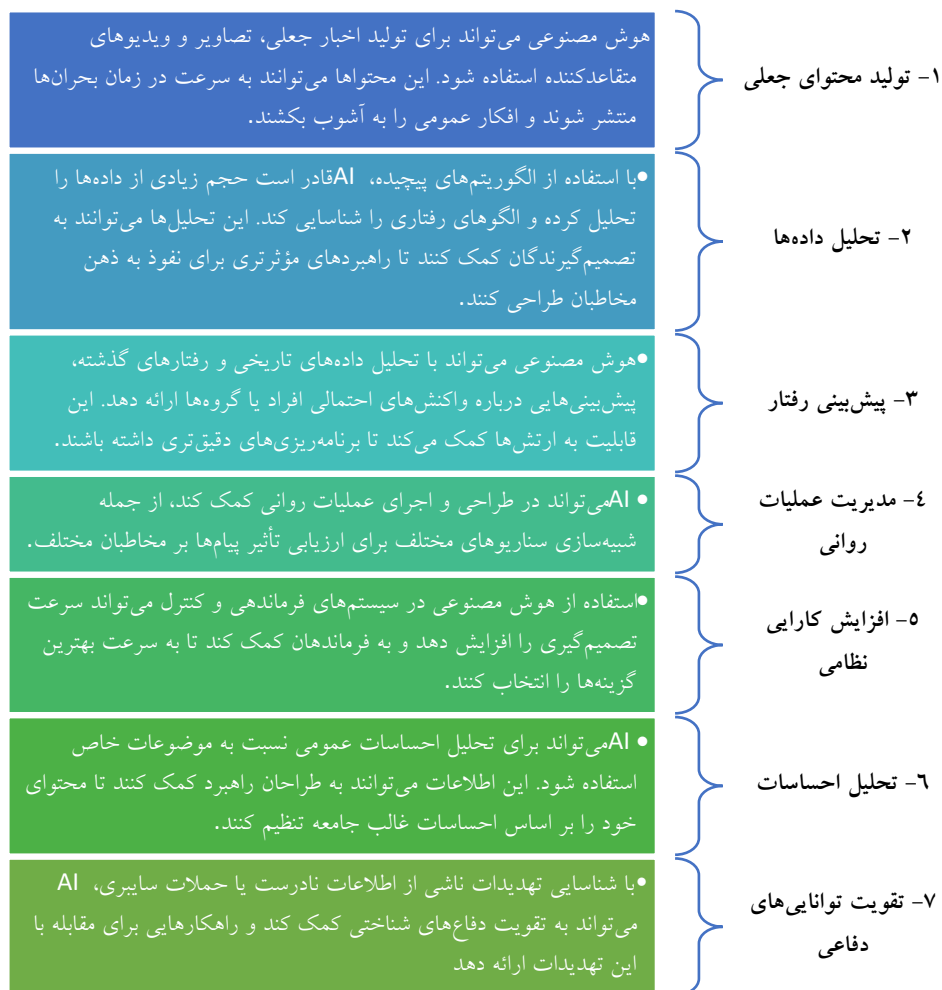 ۱- تولید محتوای جعلی
هوش مصنوعی می‌تواند برای تولید اخبار جعلی، تصاویر و ویدیوهای
متقاعدکننده استفاده شود. این محتواها می‌توانند به سرعت در زمان بحران‌ها
منتشر شوند و افکار عمومی را به آشوب بکشند.
۲- تحلیل داده‌ها
•با استفاده از الگوریتم‌های پیچیده، AIقادر است حجم زیادی از داده‌ها را
تحلیل کرده و الگوهای رفتاری را شناسایی کند. این تحلیل‌ها می‌توانند به
تصمیم‌گیرندگان کمک کنند تا راهبردهای مؤثرتری برای نفوذ به ذهن
مخاطبان طراحی کنند.
۳- پیش‌بینی رفتار
•هوش مصنوعی می‌تواند با تحلیل داده‌های تاریخی و رفتارهای گذشته،
پیش‌بینی‌هایی درباره واکنش‌های احتمالی افراد یا گروه‌ها ارائه دهد. این
قابلیت به ارتش‌ها کمک می‌کند تا برنامه‌ریزی‌های دقیق‌تری داشته باشند.
٤- مدیریت عملیات
روانی
• AIمی‌تواند در طراحی و اجرای عملیات روانی کمک کند، از جمله
شبیه‌سازی سناریوهای مختلف برای ارزیابی تأثیر پیام‌ها بر مخاطبان مختلف.
٥- افزایش کارایی
نظامی
•استفاده از هوش مصنوعی در سیستم‌های فرماندهی و کنترل می‌تواند سرعت
تصمیم‌گیری را افزایش دهد و به فرماندهان کمک کند تا به سرعت بهترین
گزینه‌ها را انتخاب کنند.
٦- تحلیل احساسات
• AIمی‌تواند برای تحلیل احساسات عمومی نسبت به موضوعات خاص
استفاده شود. این اطلاعات می‌توانند به طراحان راهبرد کمک کنند تا محتوای
خود را بر اساس احساسات غالب جامعه تنظیم کنند.
۷- تقویت توانایی‌های
دفاعی
•با شناسایی تهدیدات ناشی از اطلاعات نادرست یا حملات سایبری، AI
می‌تواند به تقویت دفاع‌های شناختی کمک کند و راهکارهایی برای مقابله با
این تهدیدات ارائه دهد